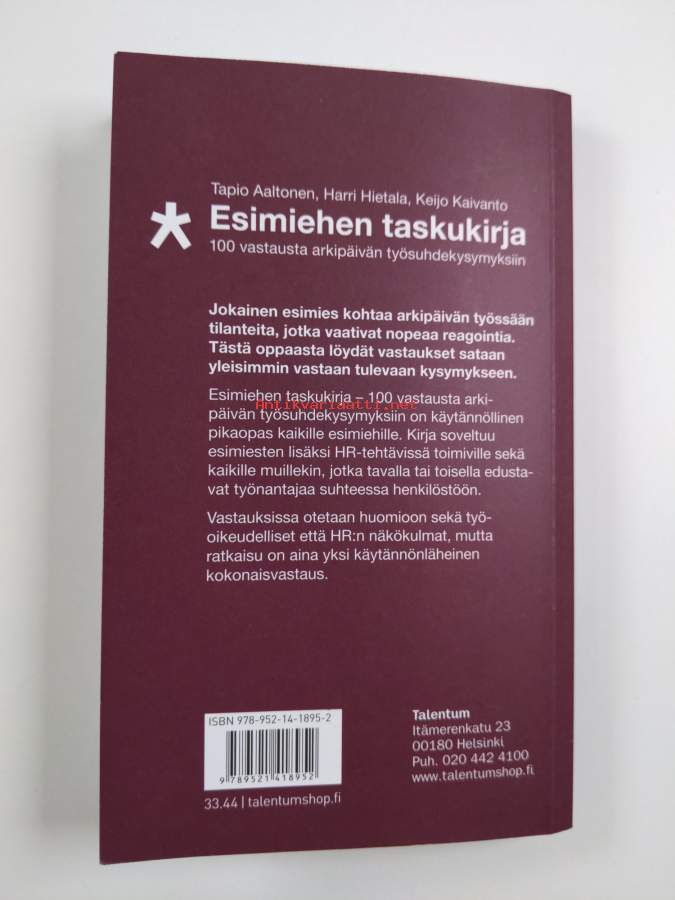 Tapio Aaltonen, Harri Hietala, Keijo Kaivanto
Esimiehen taskukirja
100 vastausta arkipäivän työsuhdekysymyksiin
Jokainen esimies kohtaa arkipäivän työssään
tilanteita, jotka vaativat nopeaa reagointia.
Tästä oppaasta löydät vastaukset sataan
yleisimmin vastaan tulevaan kysymykseen.
Esimiehen taskukirja – 100 vastausta arki-
Antikvariaatti.net
päivän työsuhdekysymyksiin on käytännöllinen
pikaopas kaikille esimiehille. Kirja soveltuu
esimiesten lisäksi HR-tehtävissä toimiville sekä
kaikille muillekin, jotka tavalla tai toisella edusta-
vat työnantajaa suhteessa henkilöstöön.
Vastauksissa otetaan huomioon sekä työ-
oikeudelliset että HR:n näkökulmat, mutta
ratkaisu on aina yksi käytännönläheinen
kokonaisvastaus.
ISBN 978-952-14-1895-2
9 789521 418952
33.44 | talentumshop.fi
Talentum
Itämerenkatu 23
00180 Helsinki
Puh. 020 442 4100
www.talentumshop.fi